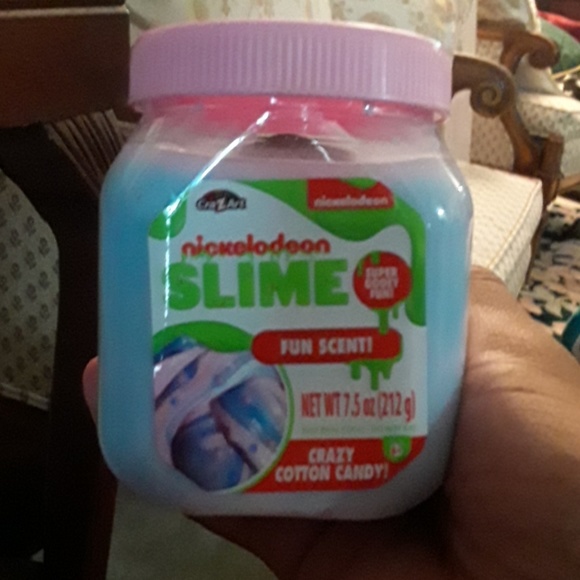 Cra-Z-Art
nickelodeon
nickelodeon
SLIME
SUPER
GOOEY
FUN!
FUN SCENT!
NET WT 7.5 oz (212 g)
CRAZY
COTTON CANDY!